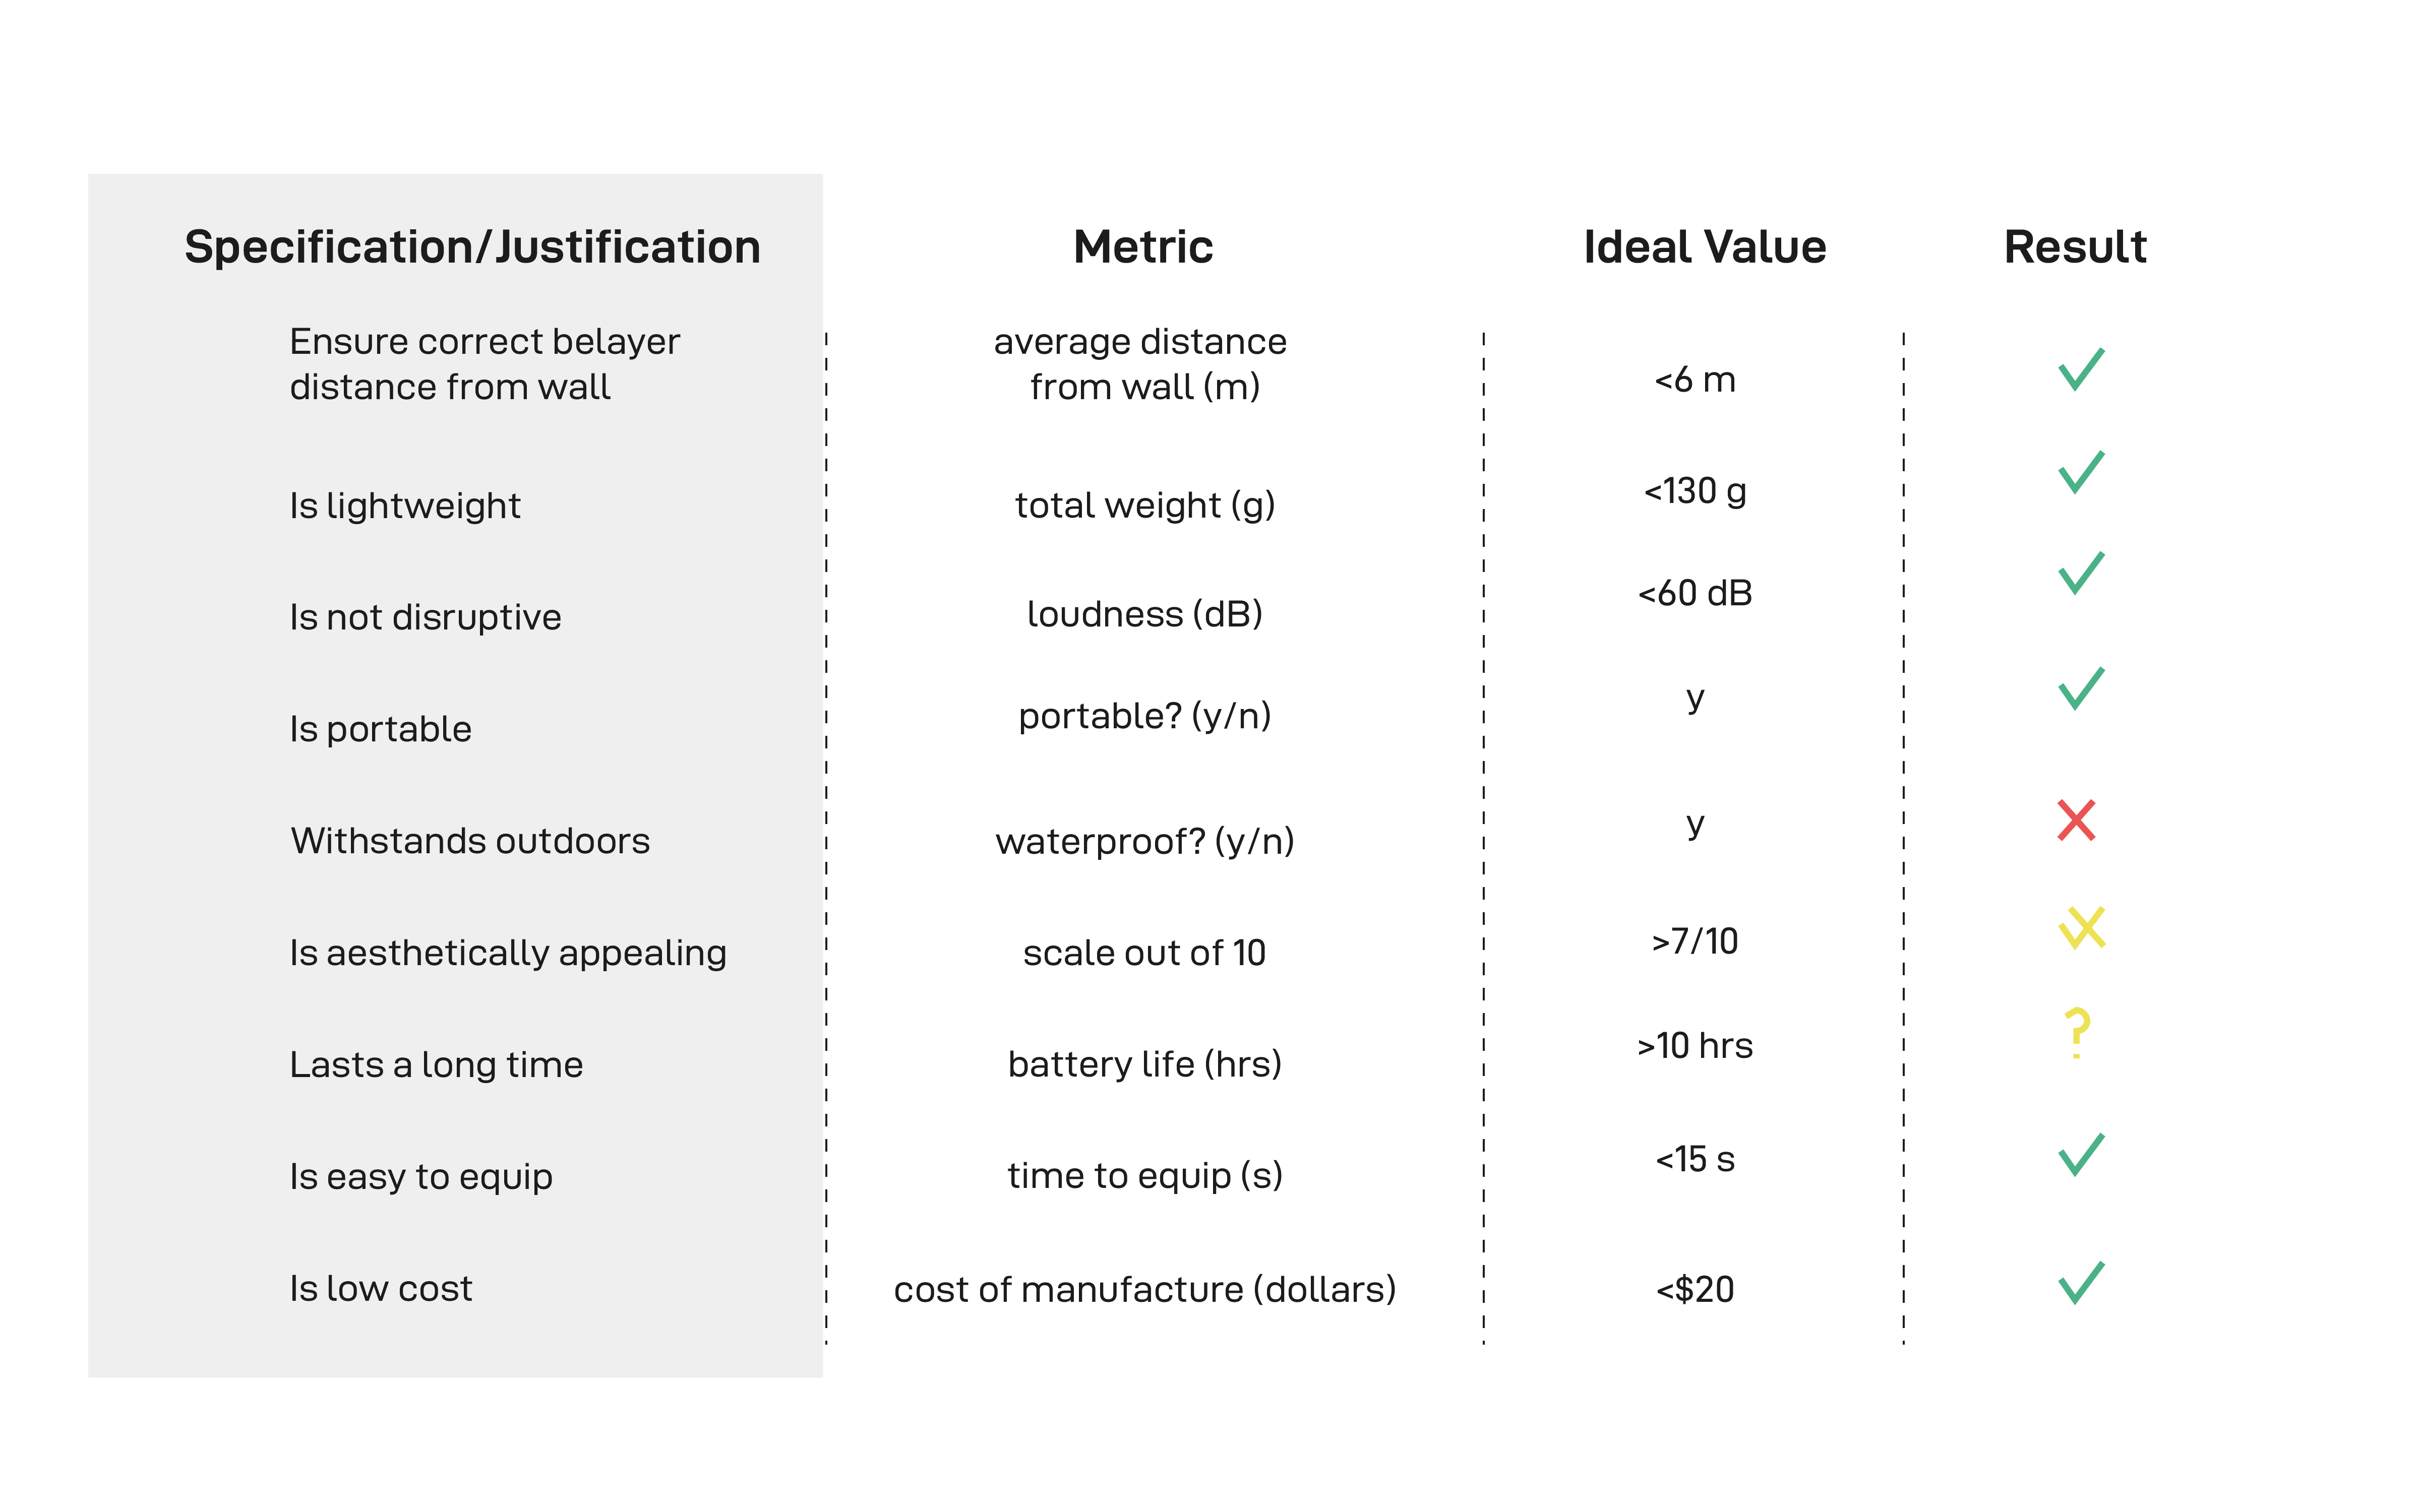 Specification/Justification Metric Ideal Value Result
Ensure correct belayer
distance from wall
average distance
from wall (m)
<6 m
Is lightweight total weight (g) <130 g
Is not disruptive loudness (dB) <60 dB
Is portable portable? (y/n) y
Withstands outdoors waterproof? (y/n) y
Is aesthetically appealing scale out of 10 >7/10
Lasts a long time battery life (hrs) >10 hrs ?
Is easy to equip time to equip (s) <15 s
Is low cost cost of manufacture (dollars) <$20